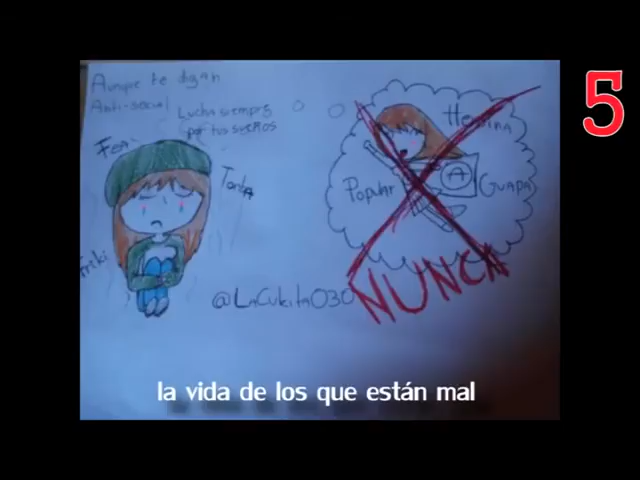 5
Aunque te digan
Anti-social
Lucha siempre
por tus sueños
Fea
Tonta
Friki
Heroina
Popular
A
Guapa
@LaCukita030
NUNCA
la vida de los que están mal